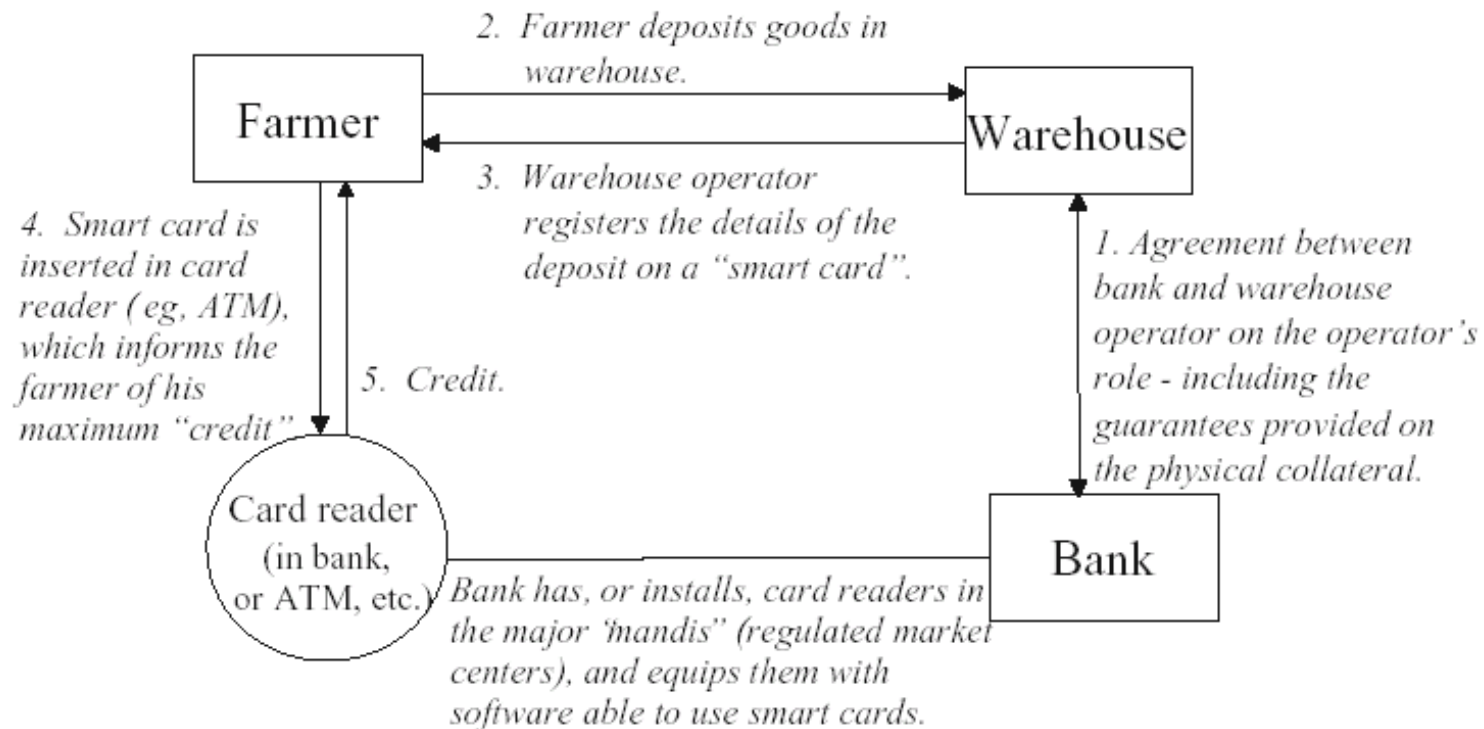 2. Farmer deposits goods in
warehouse.
Farmer
Warehouse
3. Warehouse operator
registers the details of the
deposit on a “smart card”.
4. Smart card is
inserted in card
reader (eg, ATM),
which informs the
farmer of his
maximum “credit”
5. Credit.
1. Agreement between
bank and warehouse
operator on the operator’s
role - including the
guarantees provided on
the physical collateral.
Card reader
(in bank,
or ATM, etc.)
Bank
Bank has, or installs, card readers in
the major “mandis” (regulated market
centers), and equips them with
software able to use smart cards.